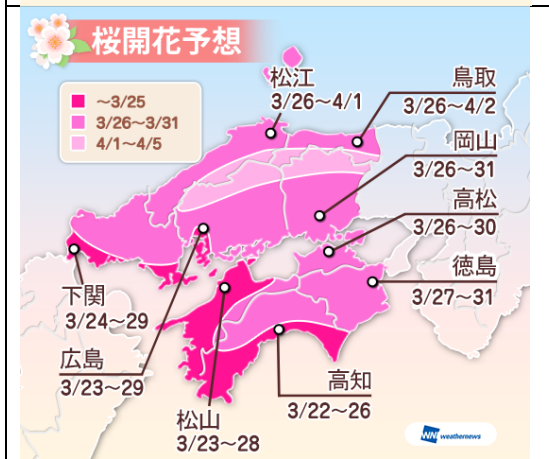 桜開花予想
～3/25
3/26～3/31
4/1～4/5
松江
3/26～4/1
鳥取
3/26～4/2
岡山
3/26～31
高松
3/26～30
徳島
3/27～31
下関
3/24～29
広島
3/23～29
松山
3/23～28
高知
3/22～26
WNI weathernews